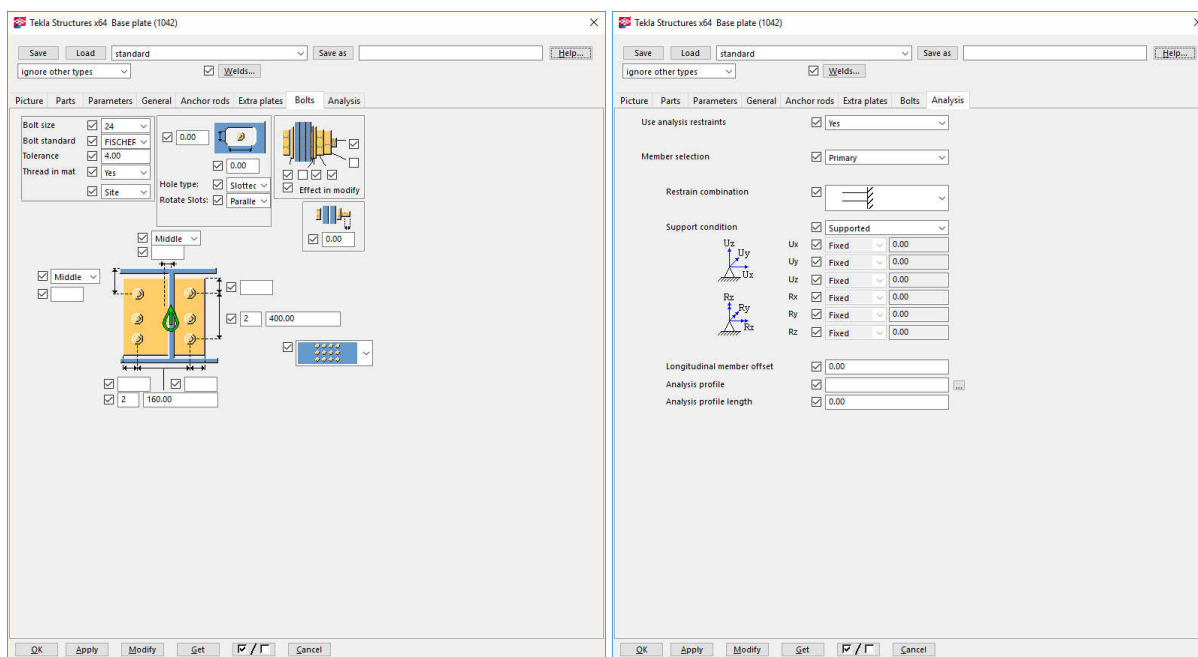 Tekla Structures x64 Base plate (1042)
Save Load standard Save as Help...
ignore other types Welds...
Picture Parts Parameters General Anchor rods Extra plates Bolts Analysis
Bolt size 24
Bolt standard FISCHER
Tolerance 4.00
Thread in mat Yes
Site
0.00
0.00
Hole type: Slotted
Rotate Slots: Paralle
Effect in modify
0.00
Middle
Middle
2 400.00
2 160.00
OK Apply Modify Get / Cancel
Tekla Structures x64 Base plate (1042)
Save Load standard Save as Help...
ignore other types Welds...
Picture Parts Parameters General Anchor rods Extra plates Bolts Analysis
Use analysis restraints Yes
Member selection Primary
Restrain combination
Support condition Supported
Uz
Uy
Ux
Ux Fixed 0.00
Uy Fixed 0.00
Uz Fixed 0.00
Rz
Ry
Rx
Rx Fixed 0.00
Ry Fixed 0.00
Rz Fixed 0.00
Longitudinal member offset 0.00
Analysis profile ...
Analysis profile length 0.00
OK Apply Modify Get / Cancel